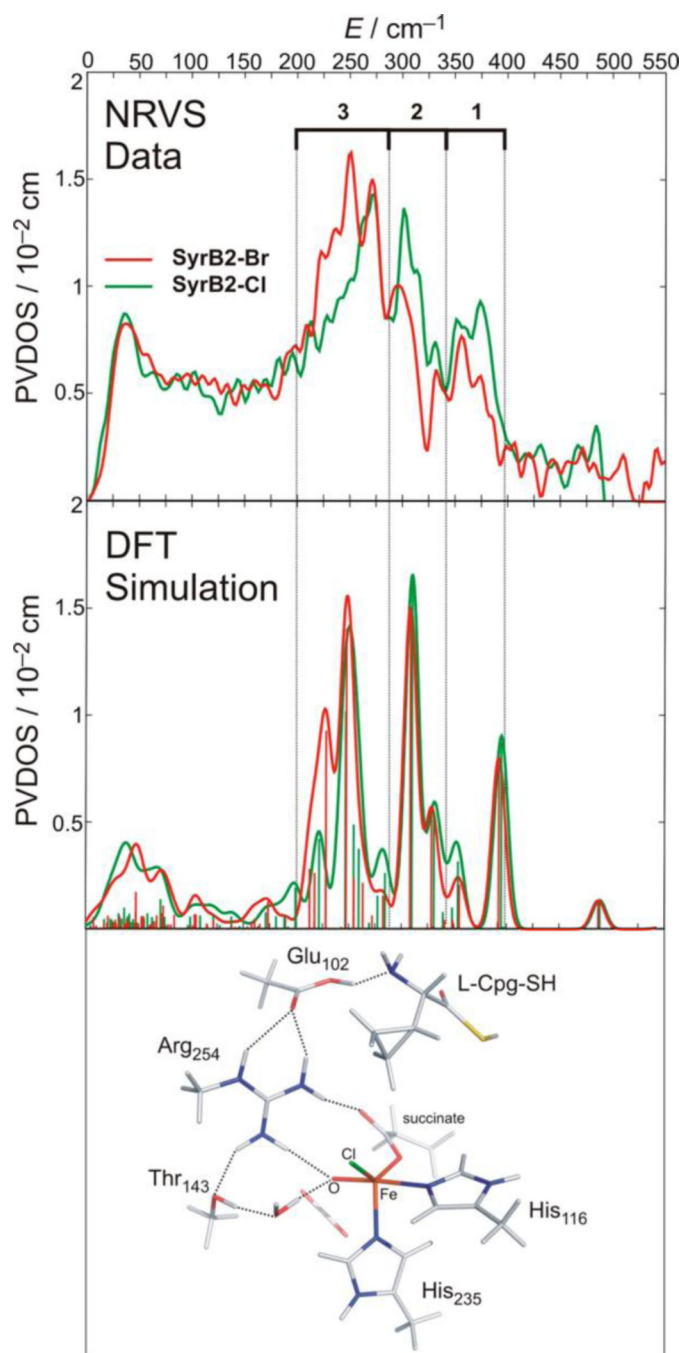 E / cm⁻¹
0 50 100 150 200 250 300 350 400 450 500 550
2
NRVS
Data
3 2 1
1.5
SyrB2-Br
SyrB2-Cl
1
0.5
PVDOS / 10⁻² cm
2
DFT
Simulation
1.5
1
0.5
PVDOS / 10⁻² cm
Glu102
L-Cpg-SH
Arg254
succinate
Cl
Thr143
O
Fe
His116
His235